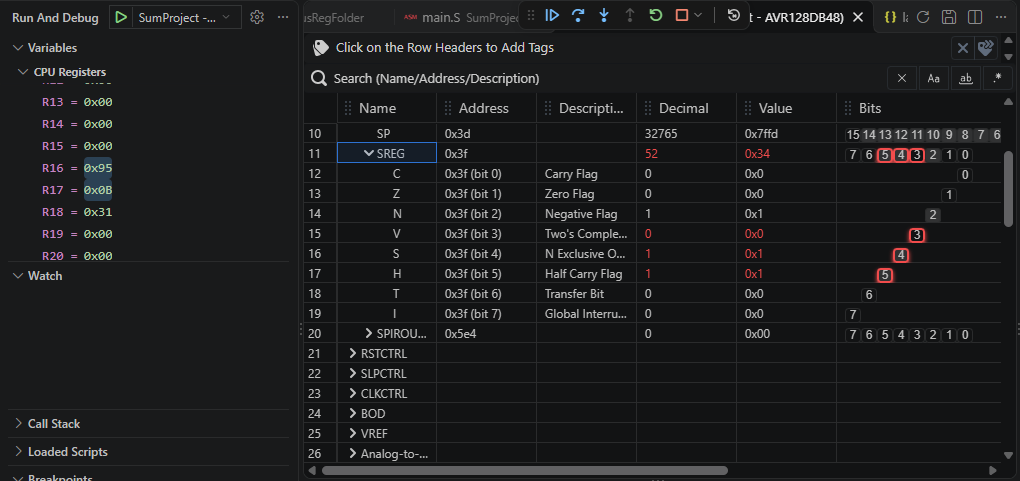 Run And Debug
SumProject -...
usRegFolder
ASM main.S SumProjec
t - AVR128DB48)
Variables
CPU Registers
R13 = 0x00
R14 = 0x00
R15 = 0x00
R16 = 0x95
R17 = 0x0B
R18 = 0x31
R19 = 0x00
R20 = 0x00
Watch
Call Stack
Loaded Scripts
Breakpoints
Click on the Row Headers to Add Tags
Search (Name/Address/Description)
Aa ab .*
Name Address Descripti... Decimal Value Bits
10 SP 0x3d 32765 0x7ffd 15 14 13 12 11 10 9 8 7 6
11 SREG 0x3f 52 0x34 7 6 5 4 3 2 1 0
12 C 0x3f (bit 0) Carry Flag 0 0x0 0
13 Z 0x3f (bit 1) Zero Flag 0 0x0 1
14 N 0x3f (bit 2) Negative Flag 1 0x1 2
15 V 0x3f (bit 3) Two's Comple... 0 0x0 3
16 S 0x3f (bit 4) N Exclusive O... 1 0x1 4
17 H 0x3f (bit 5) Half Carry Flag 1 0x1 5
18 T 0x3f (bit 6) Transfer Bit 0 0x0 6
19 I 0x3f (bit 7) Global Interru... 0 0x0 7
20 SPIROU... 0x5e4 0 0x00 7 6 5 4 3 2 1 0
21 RSTCTRL
22 SLPCTRL
23 CLKCTRL
24 BOD
25 VREF
26 Analog-to-...